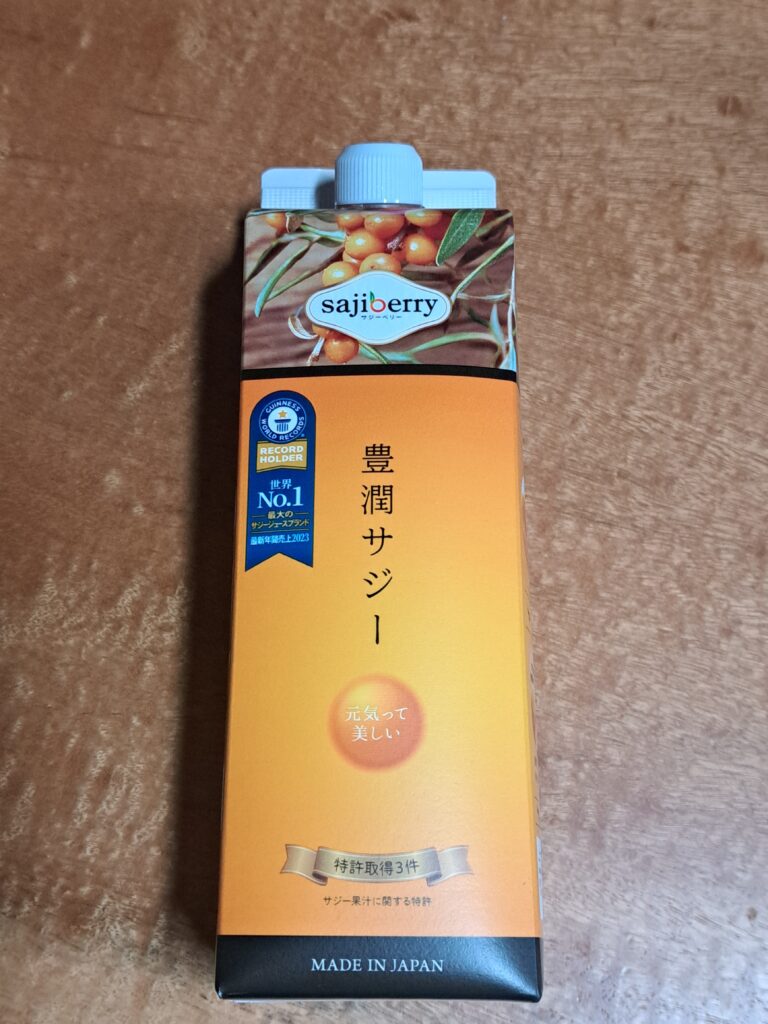 sajiberry
サジーベリー
GUINNESS
WORLD RECORDS
RECORD
HOLDER
世界
No.1
最大の
サジージュースブランド
最新年間売上2023
豊潤サジー
元気って
美しい
特許取得3件
サジー果汁に関する特許
MADE IN JAPAN